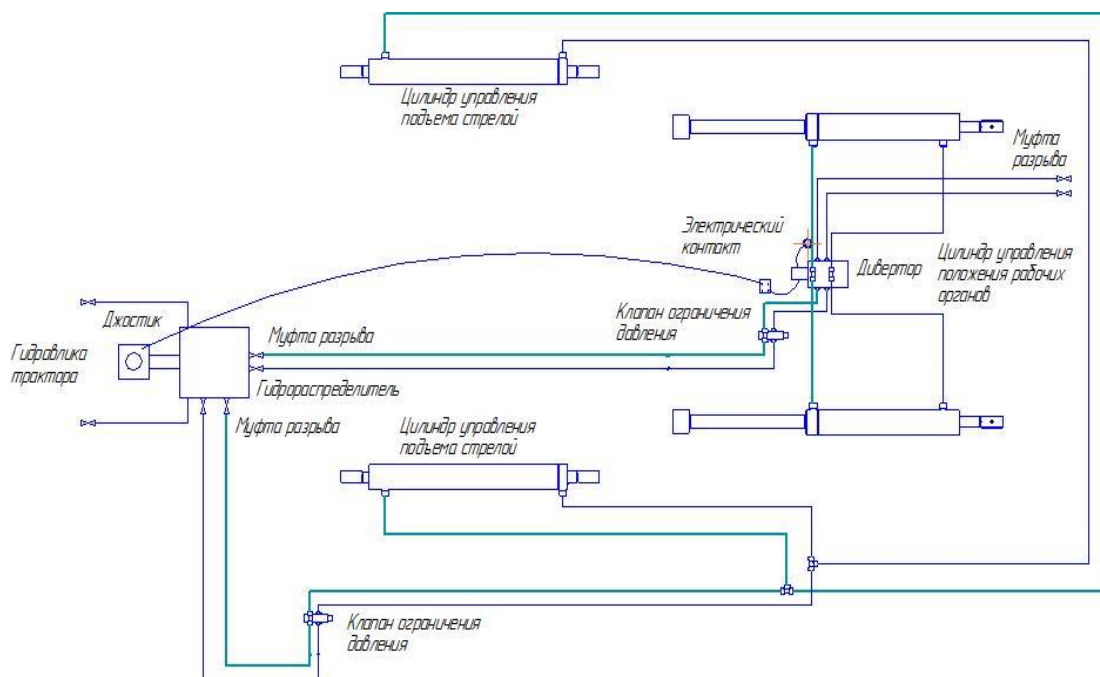 Цилиндр управления
подъема стрелой
Муфта
разрыва
Электрический
контакт
Дивертор
Цилиндр управления
положения рабочих
органов
Клапан ограничения
давления
Джостик
Гидравлика
трактора
Муфта разрыва
Гидрораспределитель
Муфта разрыва
Цилиндр управления
подъема стрелой
Клапан ограничения
давления